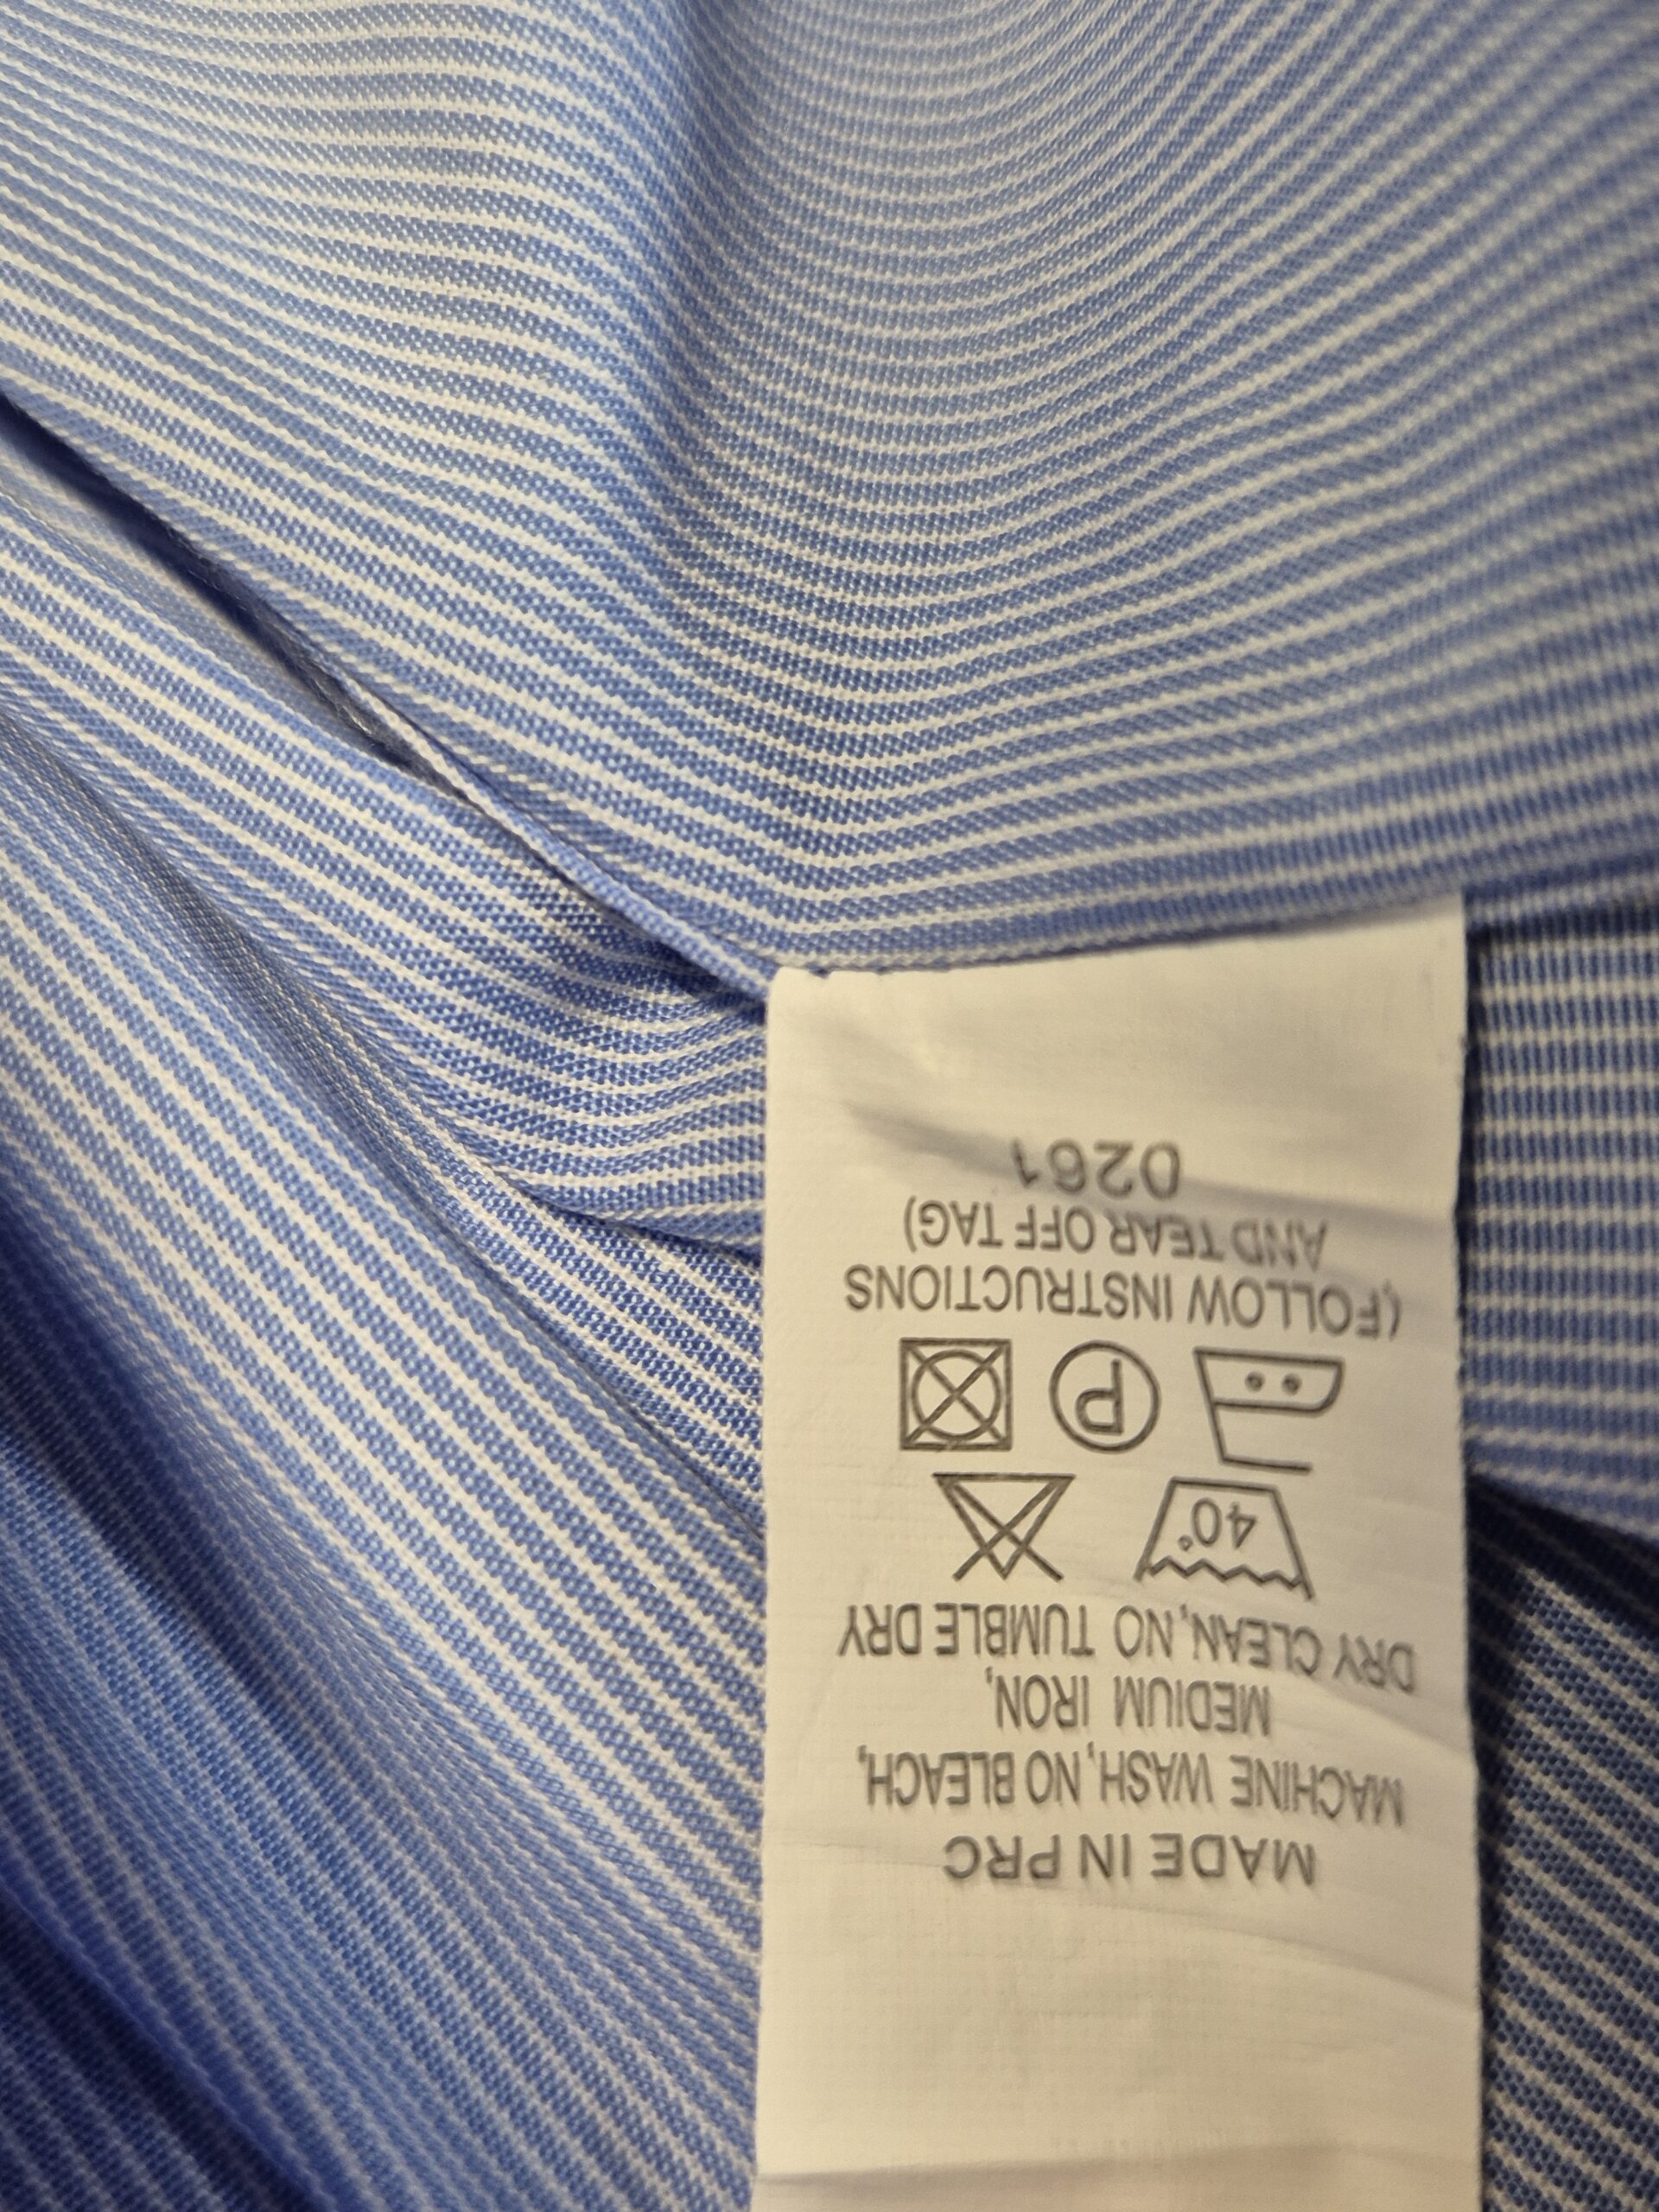 MADE IN PRC
MACHINE WASH, NO BLEACH,
MEDIUM IRON,
DRY CLEAN, NO TUMBLE DRY
40°
P
(FOLLOW INSTRUCTIONS
AND TEAR OFF TAG)
0261